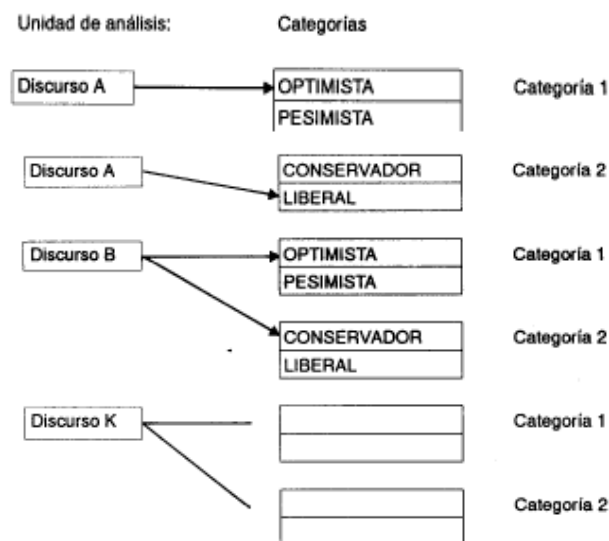 Unidad de análisis: Categorías
Discurso A OPTIMISTA Categoría 1
PESIMISTA
Discurso A CONSERVADOR Categoría 2
LIBERAL
Discurso B OPTIMISTA Categoría 1
PESIMISTA
CONSERVADOR Categoría 2
LIBERAL
Discurso K Categoría 1
Categoría 2